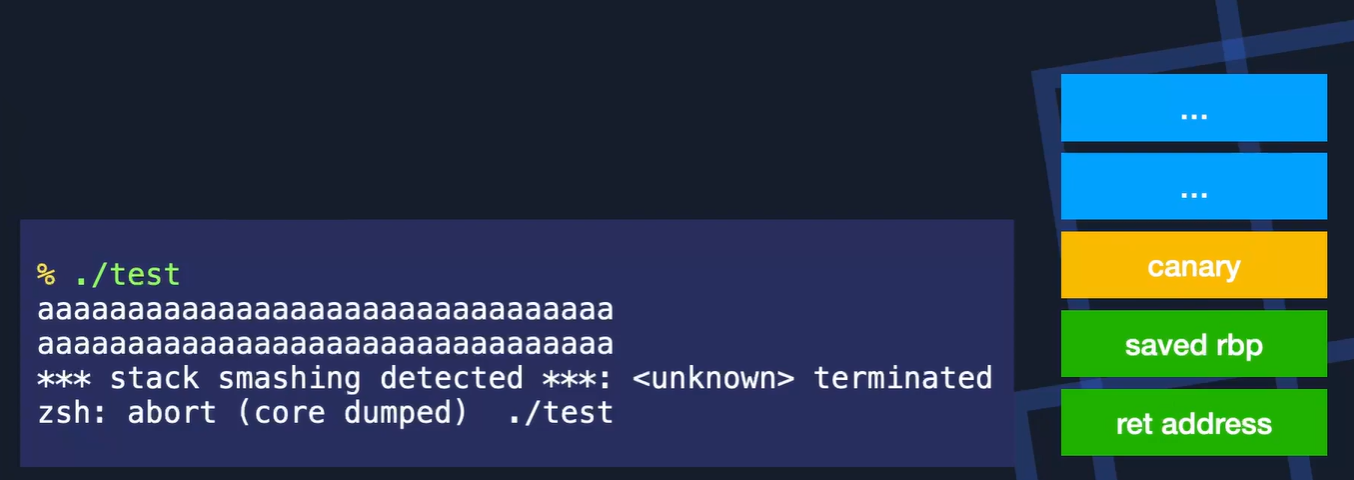 % ./test
aaaaaaaaaaaaaaaaaaaaaaaaaaaaaaaa
aaaaaaaaaaaaaaaaaaaaaaaaaaaaaaaa
*** stack smashing detected ***: <unknown> terminated
zsh: abort (core dumped)  ./test
...
...
canary
saved rbp
ret address